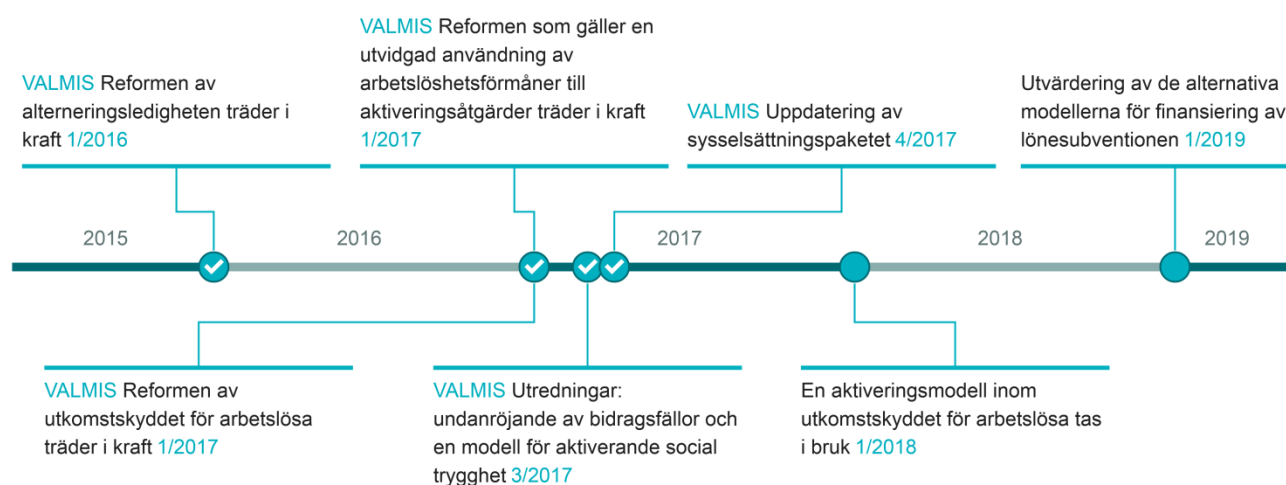 VALMIS Reformen av
alterneringsledigheten träder i
kraft 1/2016
VALMIS Reformen som gäller en
utvidgad användning av
arbetslöshetsförmåner till
aktiveringsåtgärder träder i kraft
1/2017
VALMIS Uppdatering av
sysselsättningspaketet 4/2017
Utvärdering av de alternativa
modellerna för finansiering av
lönesubventionen 1/2019
2015
2016
2017
2018
2019
VALMIS Reformen av
utkomstskyddet för arbetslösa
träder i kraft 1/2017
VALMIS Utredningar:
undanröjande av bidragsfällor och
en modell för aktiverande social
trygghet 3/2017
En aktiveringsmodell inom
utkomstskyddet för arbetslösa tas
i bruk 1/2018